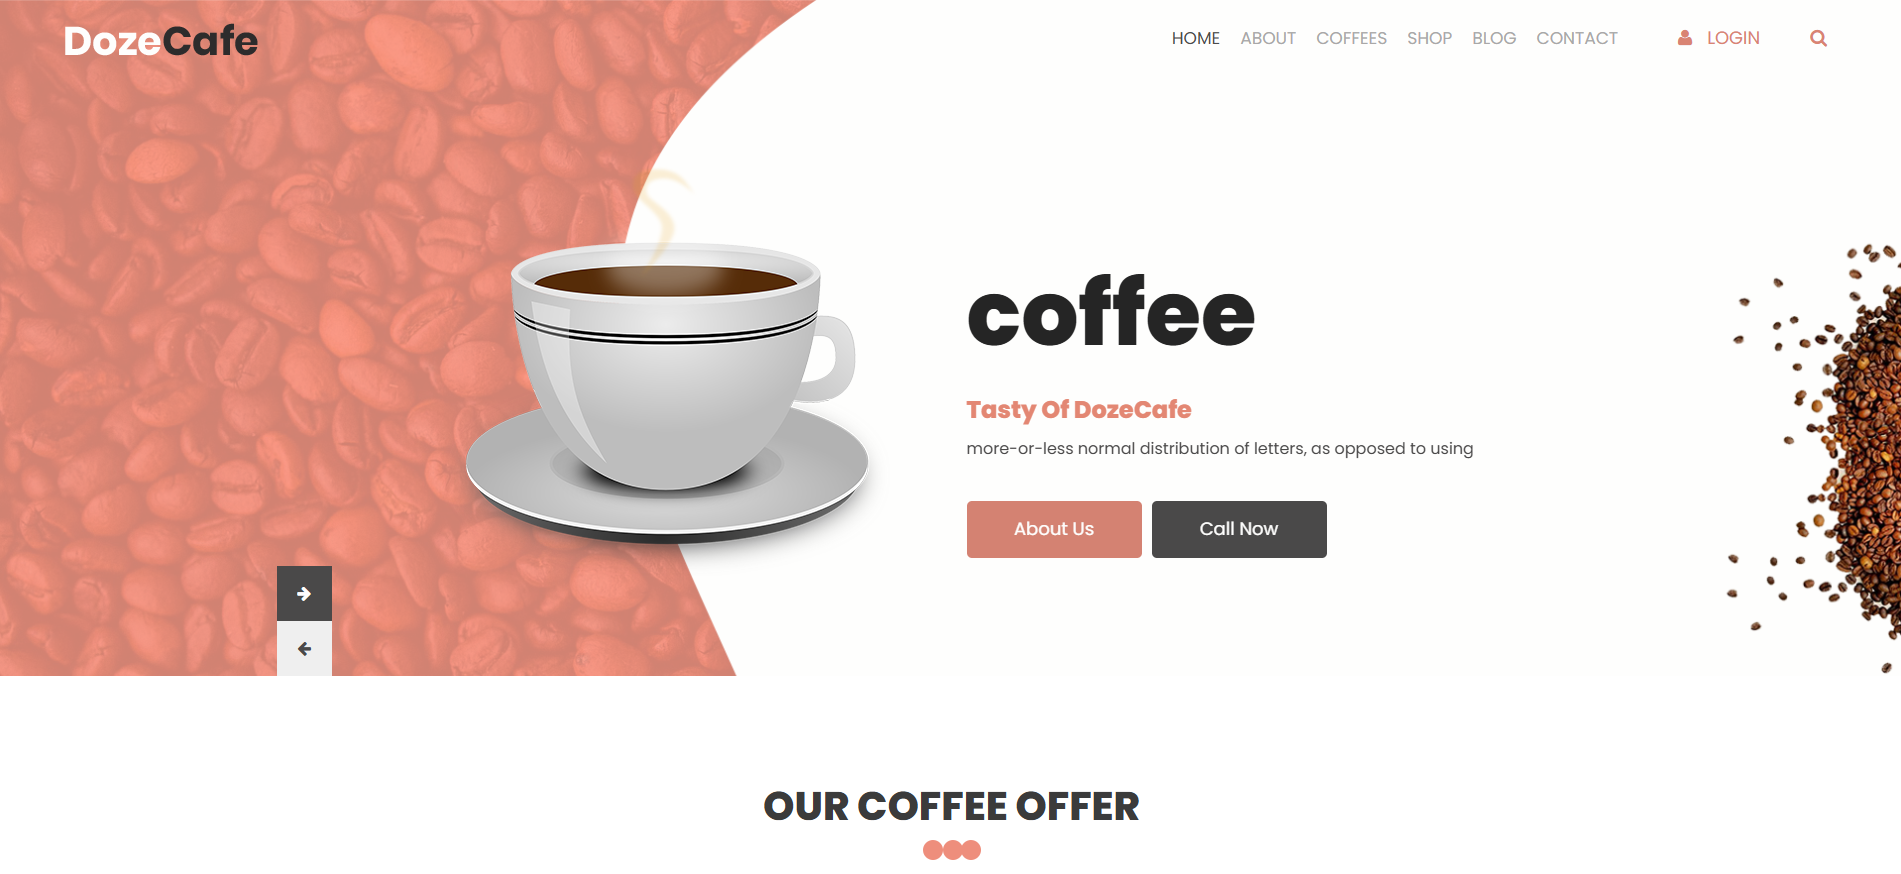 DozeCafe
HOME ABOUT COFFEES SHOP BLOG CONTACT LOGIN
coffee
Tasty Of DozeCafe
more-or-less normal distribution of letters, as opposed to using
About Us Call Now
OUR COFFEE OFFER